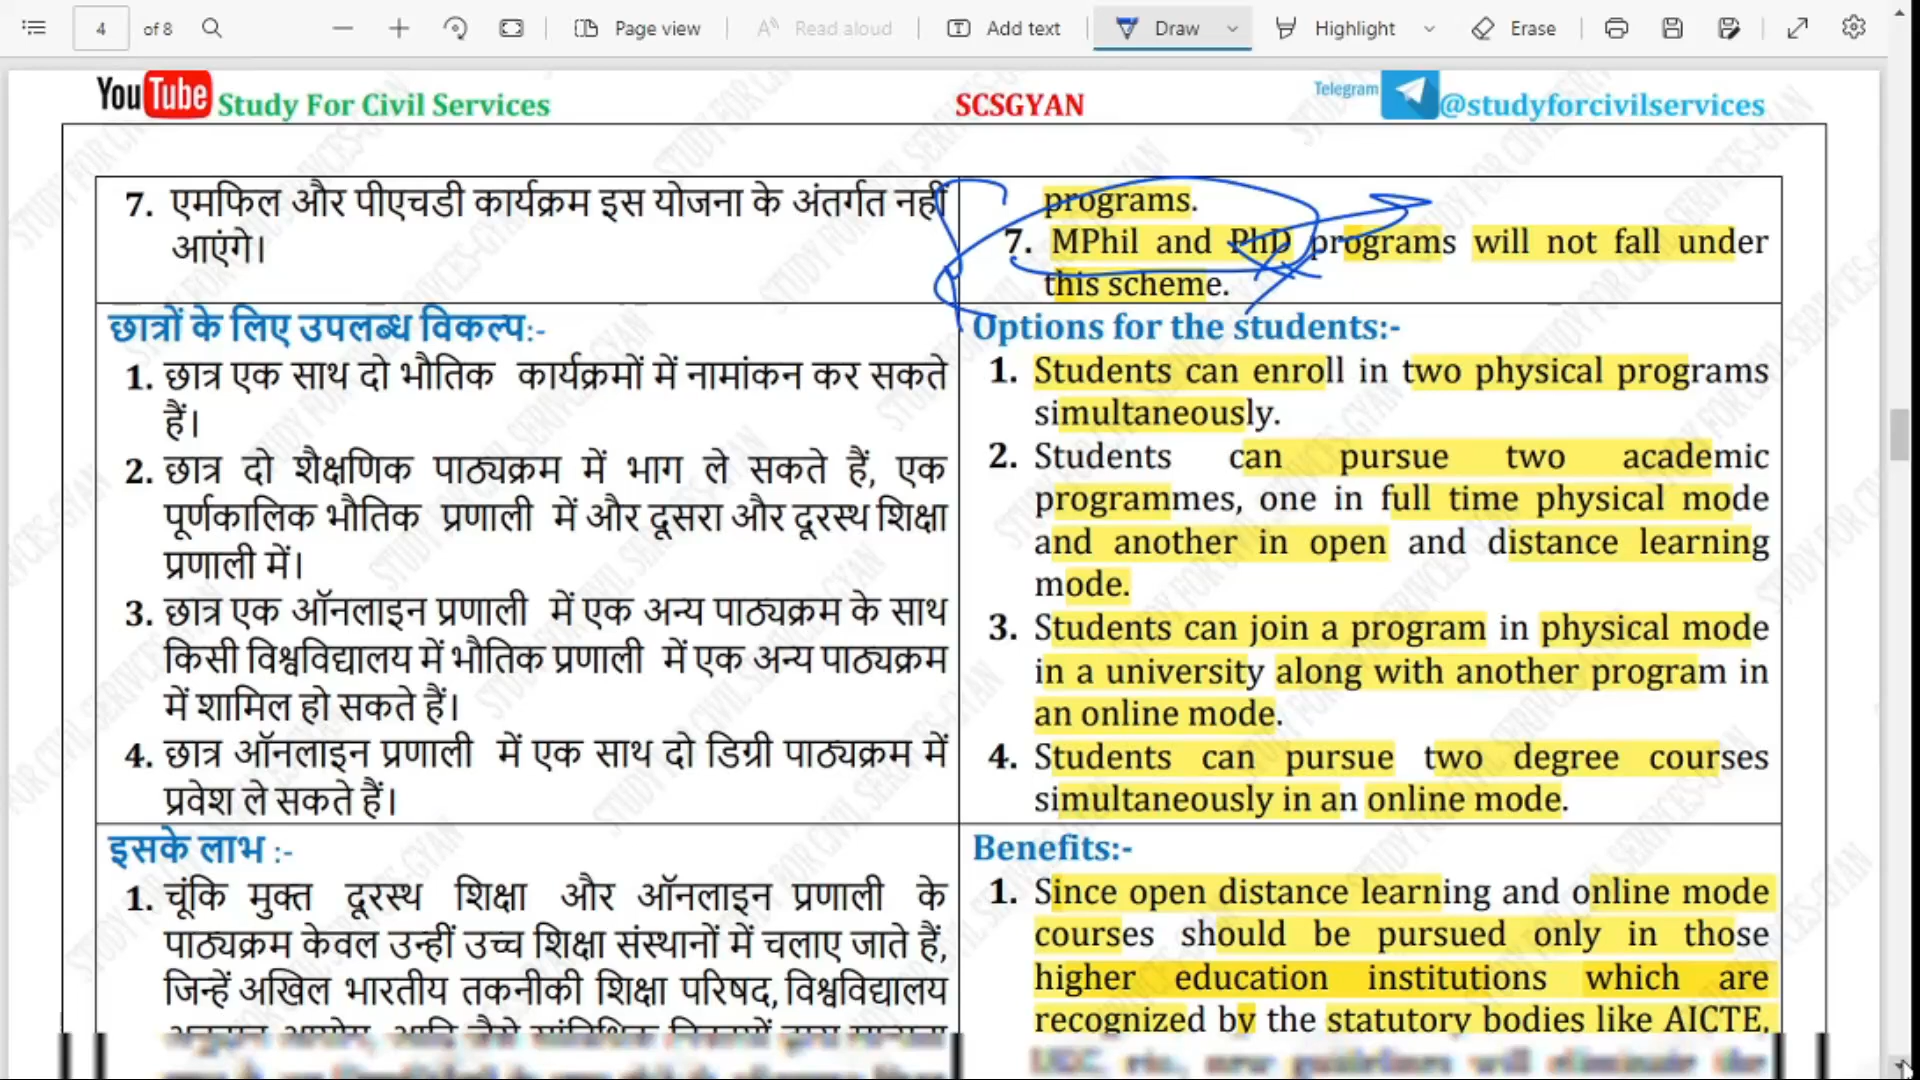 4 of 8 Page view Read aloud Add text Draw Highlight Erase
YouTube Study For Civil Services SCSGYAN Telegram @studyforcivilservices
7. एमफिल और पीएचडी कार्यक्रम इस योजना के अंतर्गत नहीं
आएंगे।
programs.
7. MPhil and PhD programs will not fall under
this scheme.
छात्रों के लिए उपलब्ध विकल्प:-
1. छात्र एक साथ दो भौतिक कार्यक्रमों में नामांकन कर सकते
हैं।
2. छात्र दो शैक्षणिक पाठ्यक्रम में भाग ले सकते हैं, एक
पूर्णकालिक भौतिक प्रणाली में और दूसरा और दूरस्थ शिक्षा
प्रणाली में।
3. छात्र एक ऑनलाइन प्रणाली में एक अन्य पाठ्यक्रम के साथ
किसी विश्वविद्यालय में भौतिक प्रणाली में एक अन्य पाठ्यक्रम
में शामिल हो सकते हैं।
4. छात्र ऑनलाइन प्रणाली में एक साथ दो डिग्री पाठ्यक्रम में
प्रवेश ले सकते हैं।
Options for the students:-
1. Students can enroll in two physical programs
simultaneously.
2. Students can pursue two academic
programmes, one in full time physical mode
and another in open and distance learning
mode.
3. Students can join a program in physical mode
in a university along with another program in
an online mode.
4. Students can pursue two degree courses
simultaneously in an online mode.
इसके लाभ :-
1. चूंकि मुक्त दूरस्थ शिक्षा और ऑनलाइन प्रणाली के
पाठ्यक्रम केवल उन्हीं उच्च शिक्षा संस्थानों में चलाए जाते हैं,
जिन्हें अखिल भारतीय तकनीकी शिक्षा परिषद, विश्वविद्यालय
Benefits:-
1. Since open distance learning and online mode
courses should be pursued only in those
higher education institutions which are
recognized by the statutory bodies like AICTE,